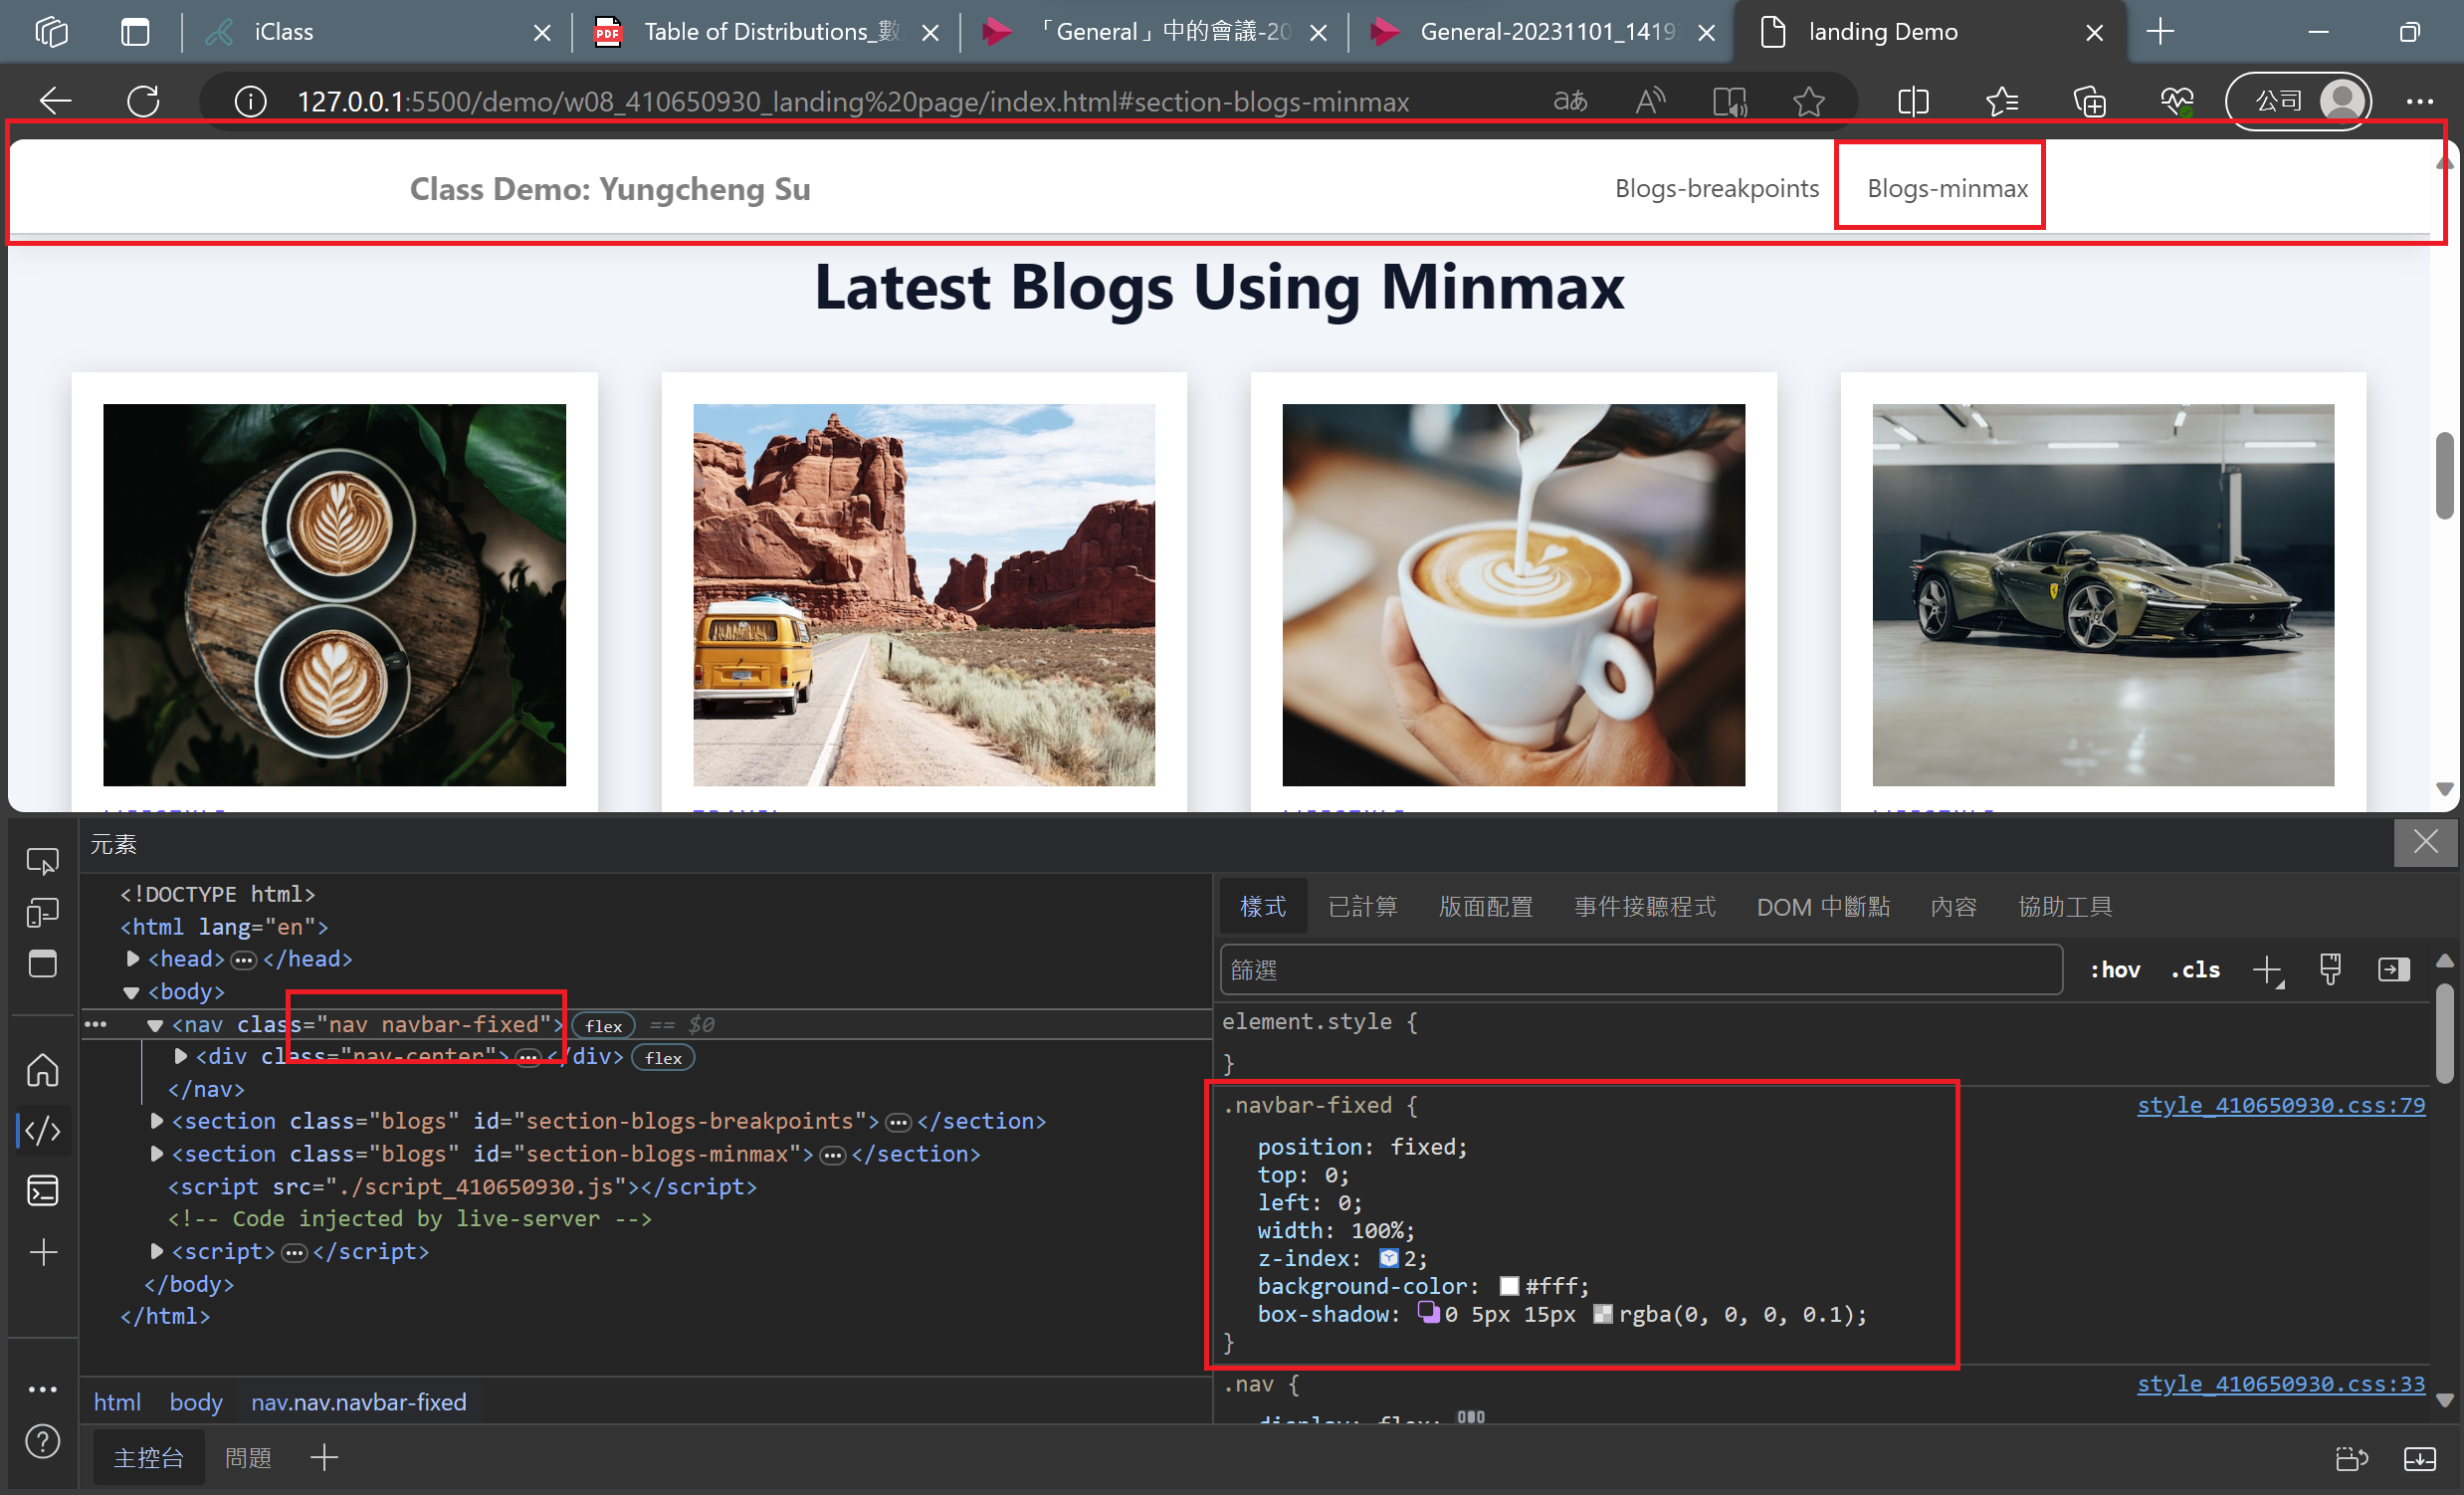 iClass
Table of Distributions_數
「General」中的會議-20
General-20231101_1419
landing Demo
127.0.0.1:5500/demo/w08_410650930_landing%20page/index.html#section-blogs-minmax
公司
Class Demo: Yungcheng Su
Blogs-breakpoints
Blogs-minmax
Latest Blogs Using Minmax
元素
<!DOCTYPE html>
<html lang="en">
<head>⋯</head>
<body>
<nav class="nav navbar-fixed"> flex == $0
<div class="nav-center">⋯</div> flex
</nav>
<section class="blogs" id="section-blogs-breakpoints">⋯</section>
<section class="blogs" id="section-blogs-minmax">⋯</section>
<script src="./script_410650930.js"></script>
<!-- Code injected by live-server -->
<script>⋯</script>
</body>
</html>
html body nav.nav.navbar-fixed
樣式 已計算 版面配置 事件接聽程式 DOM 中斷點 內容 協助工具
篩選 :hov .cls
element.style {
}
.navbar-fixed { style_410650930.css:79
position: fixed;
top: 0;
left: 0;
width: 100%;
z-index: 2;
background-color: #fff;
box-shadow: 0 5px 15px rgba(0, 0, 0, 0.1);
}
.nav { style_410650930.css:33
display: flex;
主控台 問題